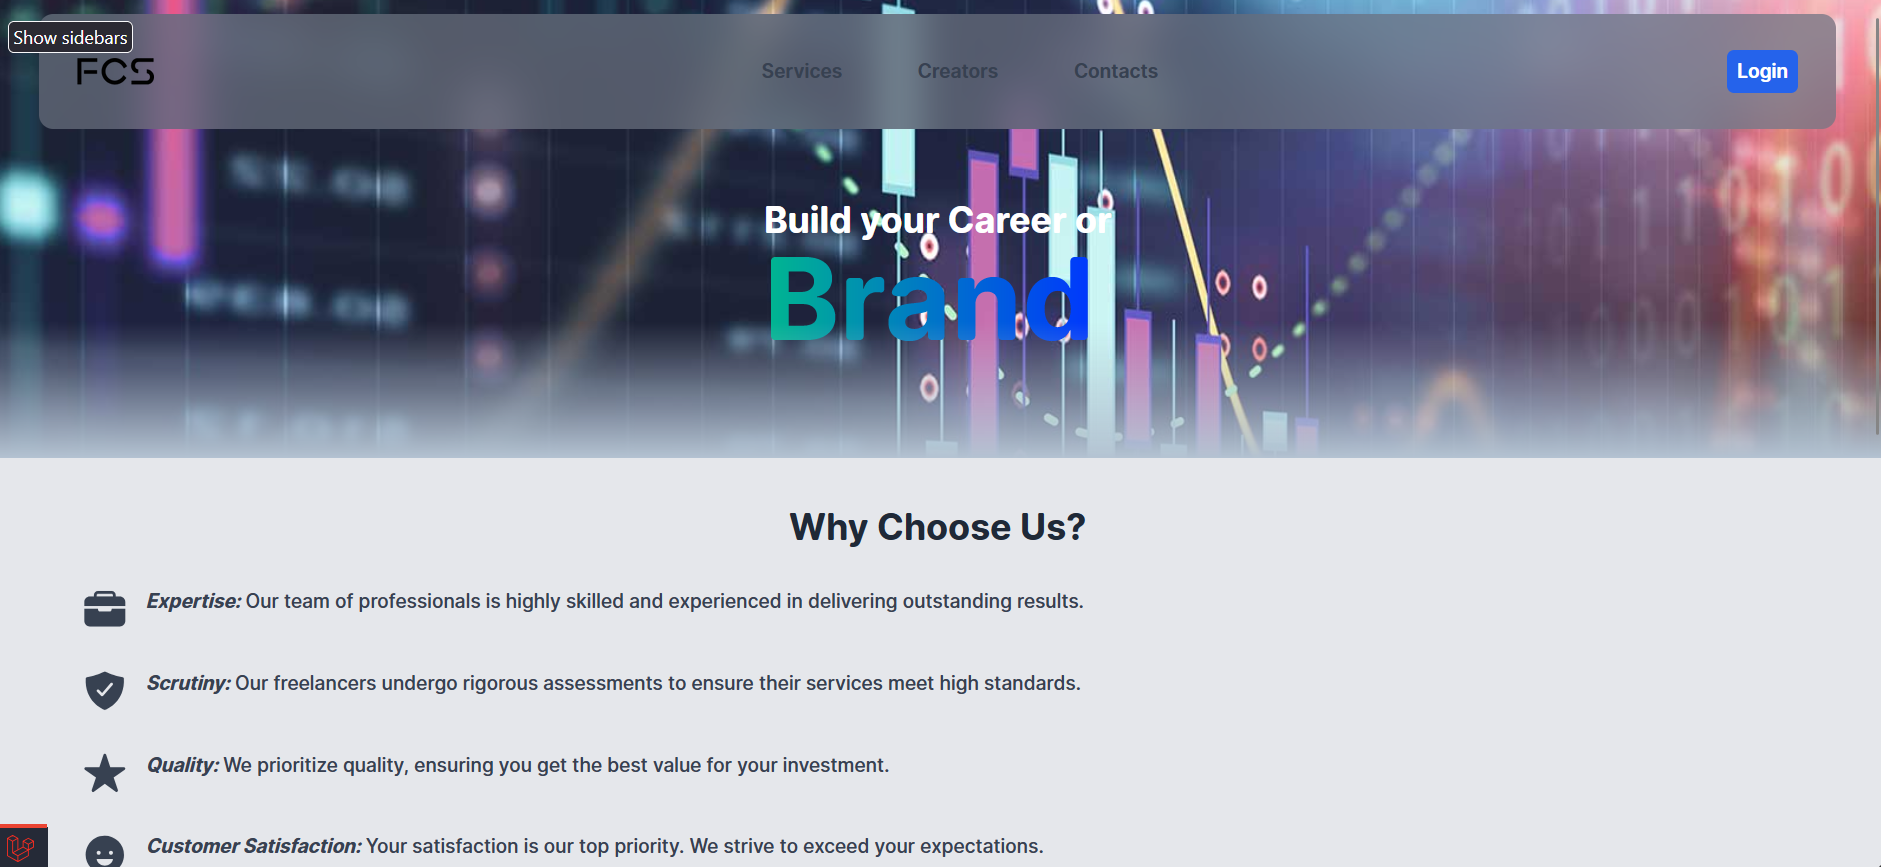 Show sidebars
FCS
Services Creators Contacts
Login
Build your Career or
Brand
Why Choose Us?
Expertise: Our team of professionals is highly skilled and experienced in delivering outstanding results.
Scrutiny: Our freelancers undergo rigorous assessments to ensure their services meet high standards.
Quality: We prioritize quality, ensuring you get the best value for your investment.
Customer Satisfaction: Your satisfaction is our top priority. We strive to exceed your expectations.